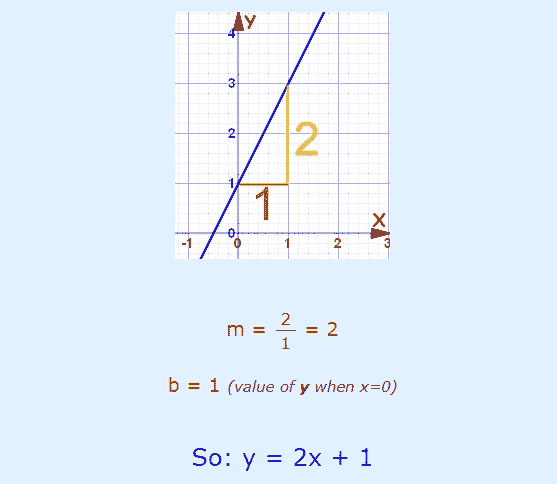 y
4
3
2
2
1
1
x
0
-1 0 1 2 3
m = 2/1 = 2
b = 1 (value of y when x=0)
So: y = 2x + 1